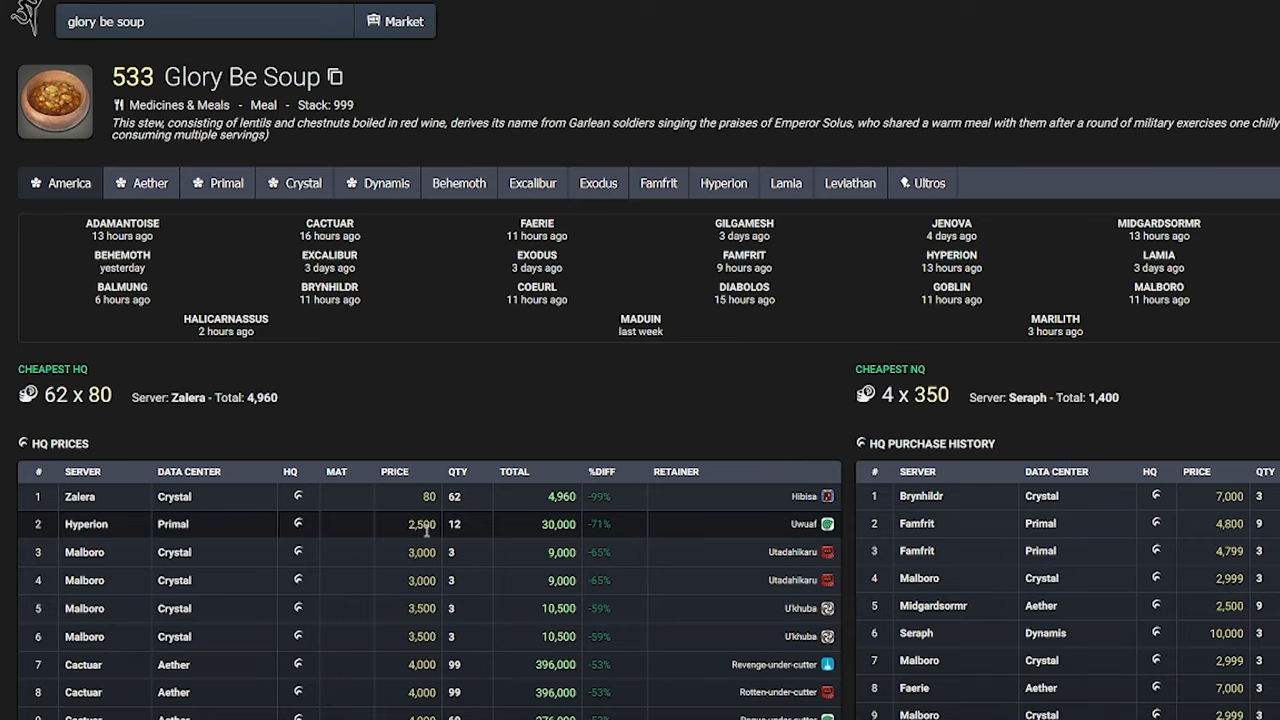 glory be soup
Market
533 Glory Be Soup
Medicines & Meals - Meal - Stack: 999
This stew, consisting of lentils and chestnuts boiled in red wine, derives its name from Garlean soldiers singing the praises of Emperor Solus, who shared a warm meal with them after a round of military exercises one chilly
consuming multiple servings)
America Aether Primal Crystal Dynamis Behemoth Excalibur Exodus Famfrit Hyperion Lamia Leviathan Ultros
ADAMANTOISE CACTUAR FAERIE GILGAMESH JENOVA MIDGARDSORMR
13 hours ago 16 hours ago 11 hours ago 3 days ago 4 days ago 13 hours ago
BEHEMOTH EXCALIBUR EXODUS FAMFRIT HYPERION LAMIA
yesterday 3 days ago 3 days ago 9 hours ago 13 hours ago 3 days ago
BALMUNG BRYNHILDR COEURL DIABOLOS GOBLIN MALBORO
6 hours ago 11 hours ago 11 hours ago 15 hours ago 11 hours ago 11 hours ago
HALICARNASSUS MADUIN MARILITH
2 hours ago last week 3 hours ago
CHEAPEST HQ
62 x 80 Server: Zalera - Total: 4,960
CHEAPEST NQ
4 x 350 Server: Seraph - Total: 1,400
HQ PRICES
# SERVER DATA CENTER HQ MAT PRICE QTY TOTAL %DIFF RETAINER
1 Zalera Crystal 80 62 4,960 -99% Hibisa
2 Hyperion Primal 2,500 12 30,000 -71% Uwuaf
3 Malboro Crystal 3,000 3 9,000 -65% Utadahikaru
4 Malboro Crystal 3,000 3 9,000 -65% Utadahikaru
5 Malboro Crystal 3,500 3 10,500 -59% U'khuba
6 Malboro Crystal 3,500 3 10,500 -59% U'khuba
7 Cactuar Aether 4,000 99 396,000 -53% Revenge-under-cutter
8 Cactuar Aether 4,000 99 396,000 -53% Rotten-under-cutter
HQ PURCHASE HISTORY
# SERVER DATA CENTER HQ PRICE QTY
1 Brynhildr Crystal 7,000 3
2 Famfrit Primal 4,800 9
3 Famfrit Primal 4,799 3
4 Malboro Crystal 2,999 3
5 Midgardsormr Aether 2,500 9
6 Seraph Dynamis 10,000 3
7 Malboro Crystal 2,999 3
8 Faerie Aether 7,000 3
9 Malboro Crystal 2,999 3